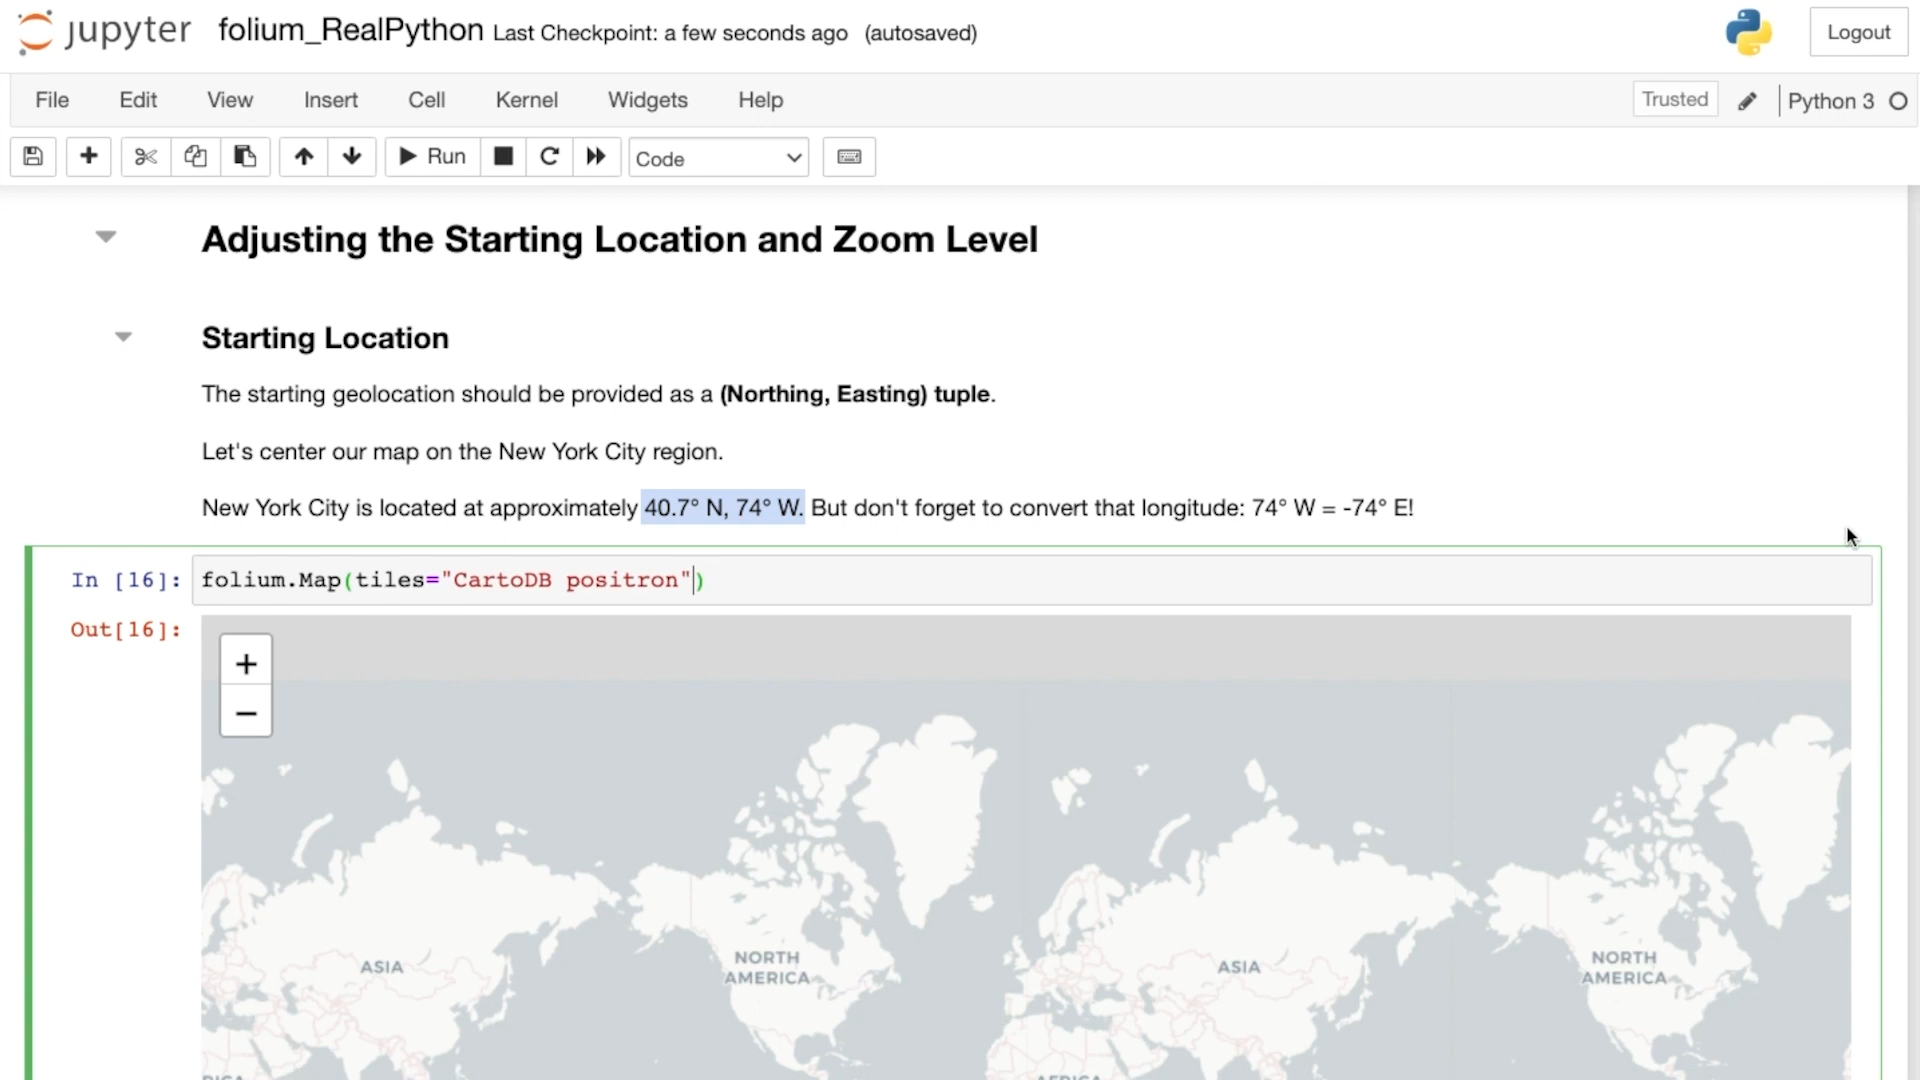 jupyter folium_RealPython Last Checkpoint: a few seconds ago (autosaved) Logout
File Edit View Insert Cell Kernel Widgets Help Trusted Python 3
Run Code
Adjusting the Starting Location and Zoom Level
Starting Location
The starting geolocation should be provided as a (Northing, Easting) tuple.
Let's center our map on the New York City region.
New York City is located at approximately 40.7° N, 74° W. But don't forget to convert that longitude: 74° W = -74° E!
In [16]: folium.Map(tiles="CartoDB positron")
Out[16]:
+
−
NORTH AMERICA NORTH AMERICA
ASIA ASIA